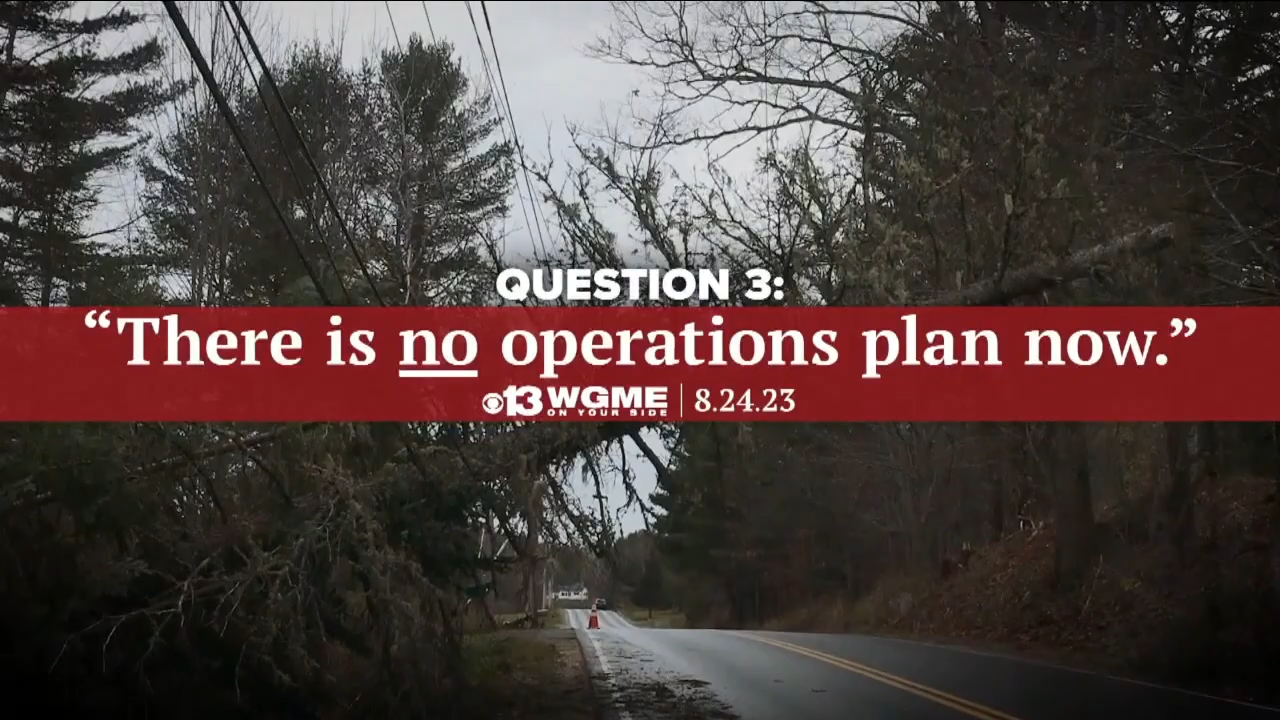 QUESTION 3:
“There is no operations plan now.”
13 WGME
ON YOUR SIDE
8.24.23